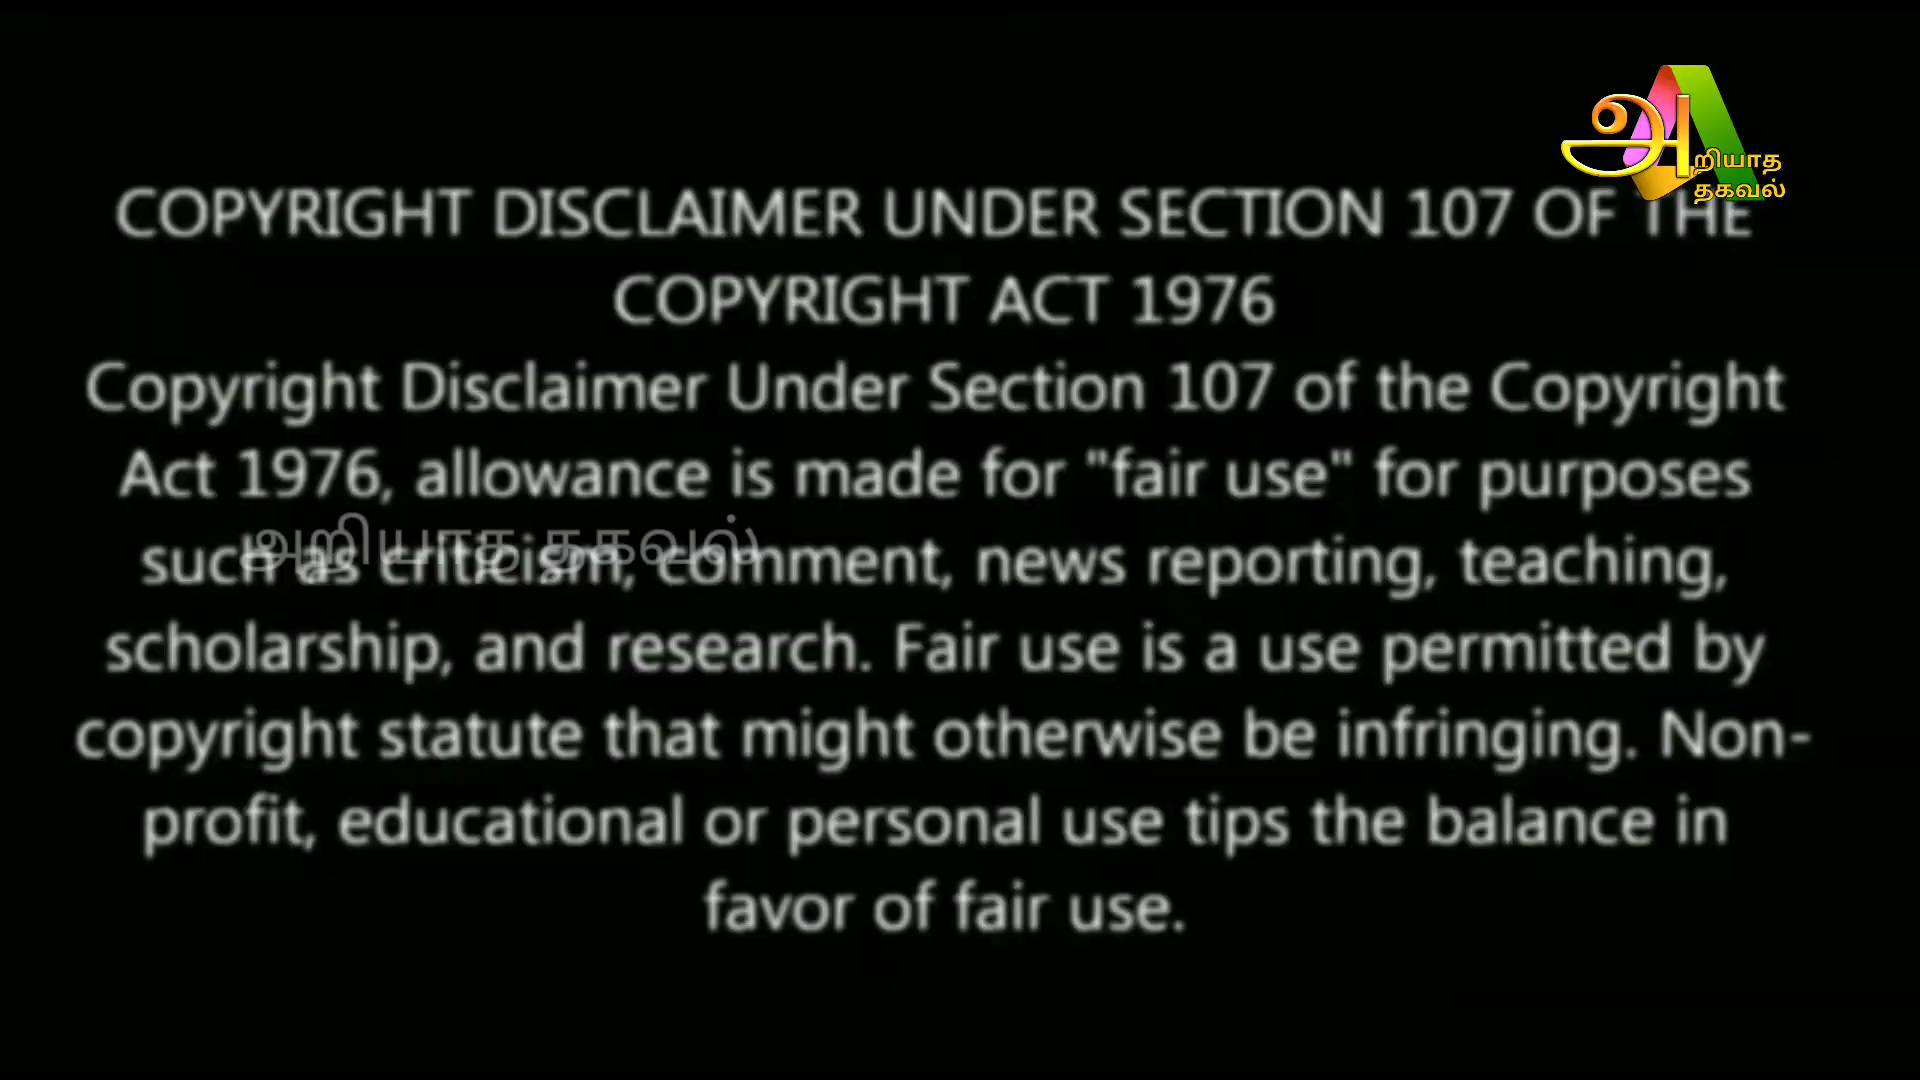 அறியாத
தகவல்
COPYRIGHT DISCLAIMER UNDER SECTION 107 OF THE
COPYRIGHT ACT 1976
Copyright Disclaimer Under Section 107 of the Copyright
Act 1976, allowance is made for "fair use" for purposes
அறியாத தகவல்
such as criticism, comment, news reporting, teaching,
scholarship, and research. Fair use is a use permitted by
copyright statute that might otherwise be infringing. Non-
profit, educational or personal use tips the balance in
favor of fair use.